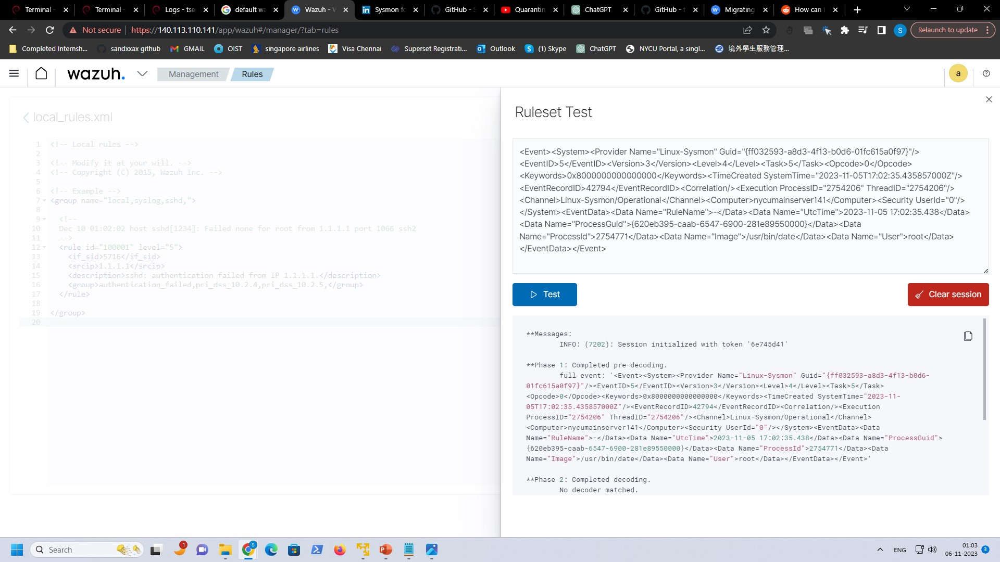 Terminal -
Terminal -
Logs - tse
default wa
Wazuh - W
Sysmon fo
GitHub - S
Quarantin
ChatGPT
GitHub - t
Migrating
How can
Not secure
https://140.113.110.141/app/wazuh#/manager/?tab=rules
S
Relaunch to update
Completed Internsh...
sandxxax github
GMAIL
OIST
singapore airlines
Visa Chennai
Superset Registrati...
Outlook
(1) Skype
ChatGPT
NYCU Portal, a singl...
境外學生服務管理...
wazuh.
Management
Rules
a
local_rules.xml
1 <!-- Local rules -->
2
3 <!-- Modify it at your will. -->
4 <!-- Copyright (C) 2015, Wazuh Inc. -->
5
6 <!-- Example -->
7 <group name="local,syslog,sshd,">
8
9 <!--
10 Dec 10 01:02:02 host sshd[1234]: Failed none for root from 1.1.1.1 port 1066 ssh2
11 -->
12 <rule id="100001" level="5">
13 <if_sid>5716</if_sid>
14 <srcip>1.1.1.1</srcip>
15 <description>sshd: authentication failed from IP 1.1.1.1.</description>
16 <group>authentication_failed,pci_dss_10.2.4,pci_dss_10.2.5,</group>
17 </rule>
18
19 </group>
20
Ruleset Test
<Event><System><Provider Name="Linux-Sysmon" Guid="{ff032593-a8d3-4f13-b0d6-01fc615a0f97}"/>
<EventID>5</EventID><Version>3</Version><Level>4</Level><Task>5</Task><Opcode>0</Opcode>
<Keywords>0x8000000000000000</Keywords><TimeCreated SystemTime="2023-11-05T17:02:35.435857000Z"/>
<EventRecordID>42794</EventRecordID><Correlation/><Execution ProcessID="2754206" ThreadID="2754206"/>
<Channel>Linux-Sysmon/Operational</Channel><Computer>nycumainserver141</Computer><Security UserId="0"/>
</System><EventData><Data Name="RuleName">-</Data><Data Name="UtcTime">2023-11-05 17:02:35.438</Data>
<Data Name="ProcessGuid">{620eb395-caab-6547-6900-281e89550000}</Data><Data
Name="ProcessId">2754771</Data><Data Name="Image">/usr/bin/date</Data><Data Name="User">root</Data>
</EventData></Event>
Test
Clear session
**Messages:
INFO: (7202): Session initialized with token '6e745d41'
**Phase 1: Completed pre-decoding.
full event: '<Event><System><Provider Name="Linux-Sysmon" Guid="{ff032593-a8d3-4f13-b0d6-
01fc615a0f97}"/><EventID>5</EventID><Version>3</Version><Level>4</Level><Task>5</Task>
<Opcode>0</Opcode><Keywords>0x8000000000000000</Keywords><TimeCreated SystemTime="2023-11-
05T17:02:35.435857000Z"/><EventRecordID>42794</EventRecordID><Correlation/><Execution
ProcessID="2754206" ThreadID="2754206"/><Channel>Linux-Sysmon/Operational</Channel>
<Computer>nycumainserver141</Computer><Security UserId="0"/></System><EventData><Data
Name="RuleName">-</Data><Data Name="UtcTime">2023-11-05 17:02:35.438</Data><Data Name="ProcessGuid">
{620eb395-caab-6547-6900-281e89550000}</Data><Data Name="ProcessId">2754771</Data><Data
Name="Image">/usr/bin/date</Data><Data Name="User">root</Data></EventData></Event>'
**Phase 2: Completed decoding.
No decoder matched.
Search
1
S
ENG
01:03
06-11-2023
3